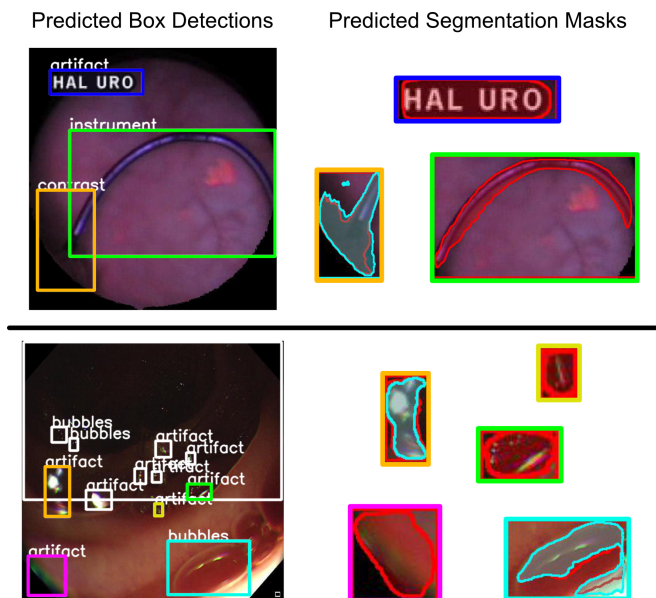 Predicted Box Detections
Predicted Segmentation Masks
artifact
HAL URO
HAL URO
instrument
contrast
bubbles
bubbles
artifact
artifact
artifact
artifact
artifact
artifact
artifact
bubbles
artifact